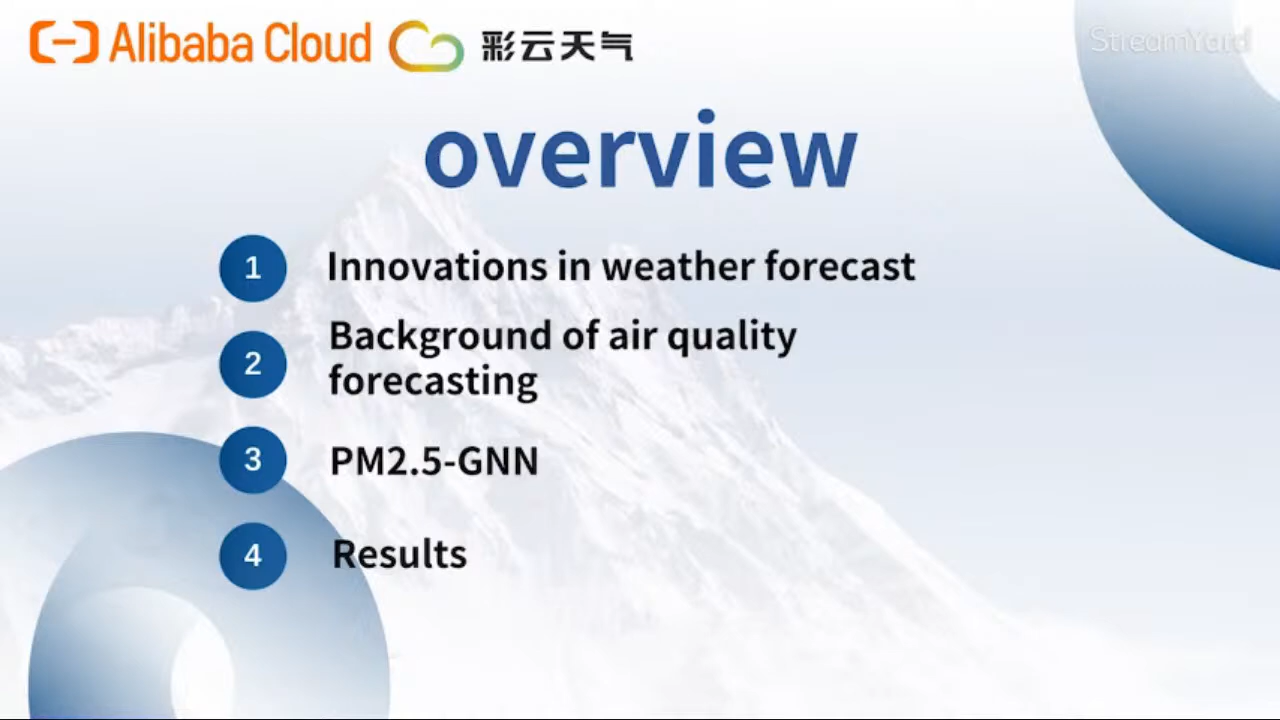 Alibaba Cloud 彩云天气
StreamYard
overview
1 Innovations in weather forecast
2 Background of air quality
forecasting
3 PM2.5-GNN
4 Results